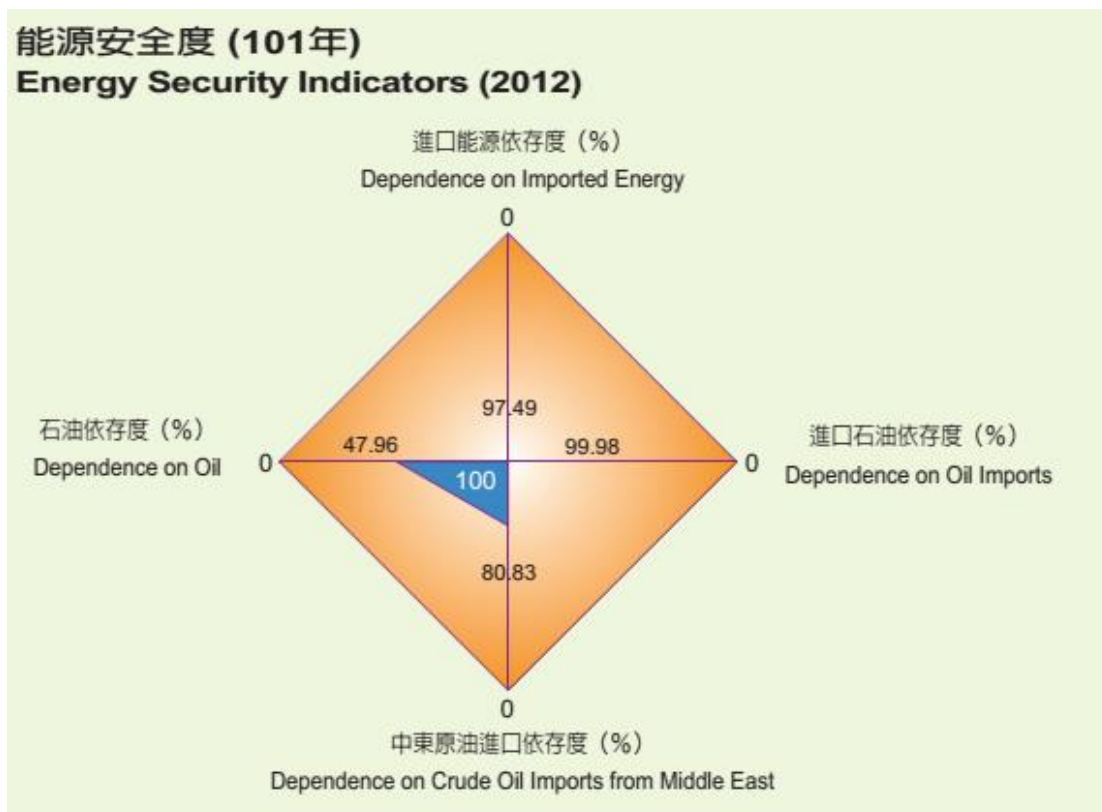 能源安全度 (101年)
Energy Security Indicators (2012)
進口能源依存度（%）
Dependence on Imported Energy
0
97.49
石油依存度（%）
Dependence on Oil
0
47.96
99.98
0
進口石油依存度（%）
Dependence on Oil Imports
100
80.83
0
中東原油進口依存度（%）
Dependence on Crude Oil Imports from Middle East